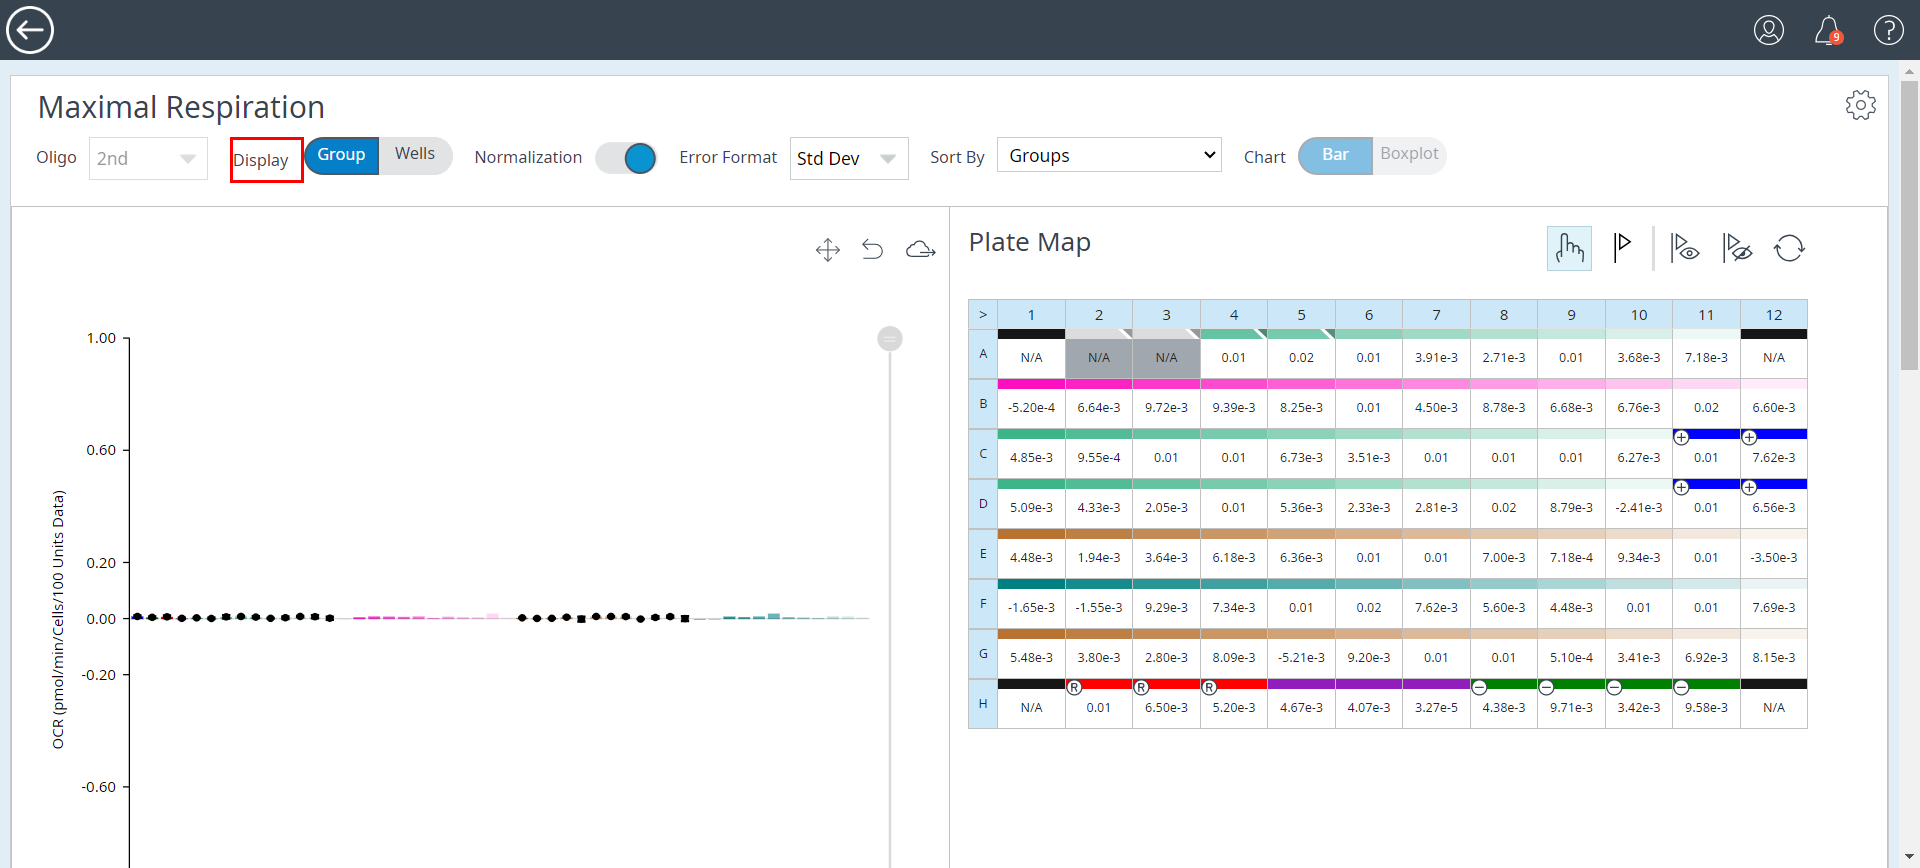 9
?
Maximal Respiration
Oligo 2nd Display Group Wells Normalization Error Format Std Dev Sort By Groups Chart Bar Boxplot
Plate Map
1.00
0.60
0.20
0.00
-0.20
-0.60
OCR (pmol/min/Cells/100 Units Data)
> 1 2 3 4 5 6 7 8 9 10 11 12
A N/A N/A N/A 0.01 0.02 0.01 3.91e-3 2.71e-3 0.01 3.68e-3 7.18e-3 N/A
B -5.20e-4 6.64e-3 9.72e-3 9.39e-3 8.25e-3 0.01 4.50e-3 8.78e-3 6.68e-3 6.76e-3 0.02 6.60e-3
+ +
C 4.85e-3 9.55e-4 0.01 0.01 6.73e-3 3.51e-3 0.01 0.01 0.01 6.27e-3 0.01 7.62e-3
+ +
D 5.09e-3 4.33e-3 2.05e-3 0.01 5.36e-3 2.33e-3 2.81e-3 0.02 8.79e-3 -2.41e-3 0.01 6.56e-3
E 4.48e-3 1.94e-3 3.64e-3 6.18e-3 6.36e-3 0.01 0.01 7.00e-3 7.18e-4 9.34e-3 0.01 -3.50e-3
F -1.65e-3 -1.55e-3 9.29e-3 7.34e-3 0.01 0.02 7.62e-3 5.60e-3 4.48e-3 0.01 0.01 7.69e-3
G 5.48e-3 3.80e-3 2.80e-3 8.09e-3 -5.21e-3 9.20e-3 0.01 0.01 5.10e-4 3.41e-3 6.92e-3 8.15e-3
R R R − − − −
H N/A 0.01 6.50e-3 5.20e-3 4.67e-3 4.07e-3 3.27e-5 4.38e-3 9.71e-3 3.42e-3 9.58e-3 N/A